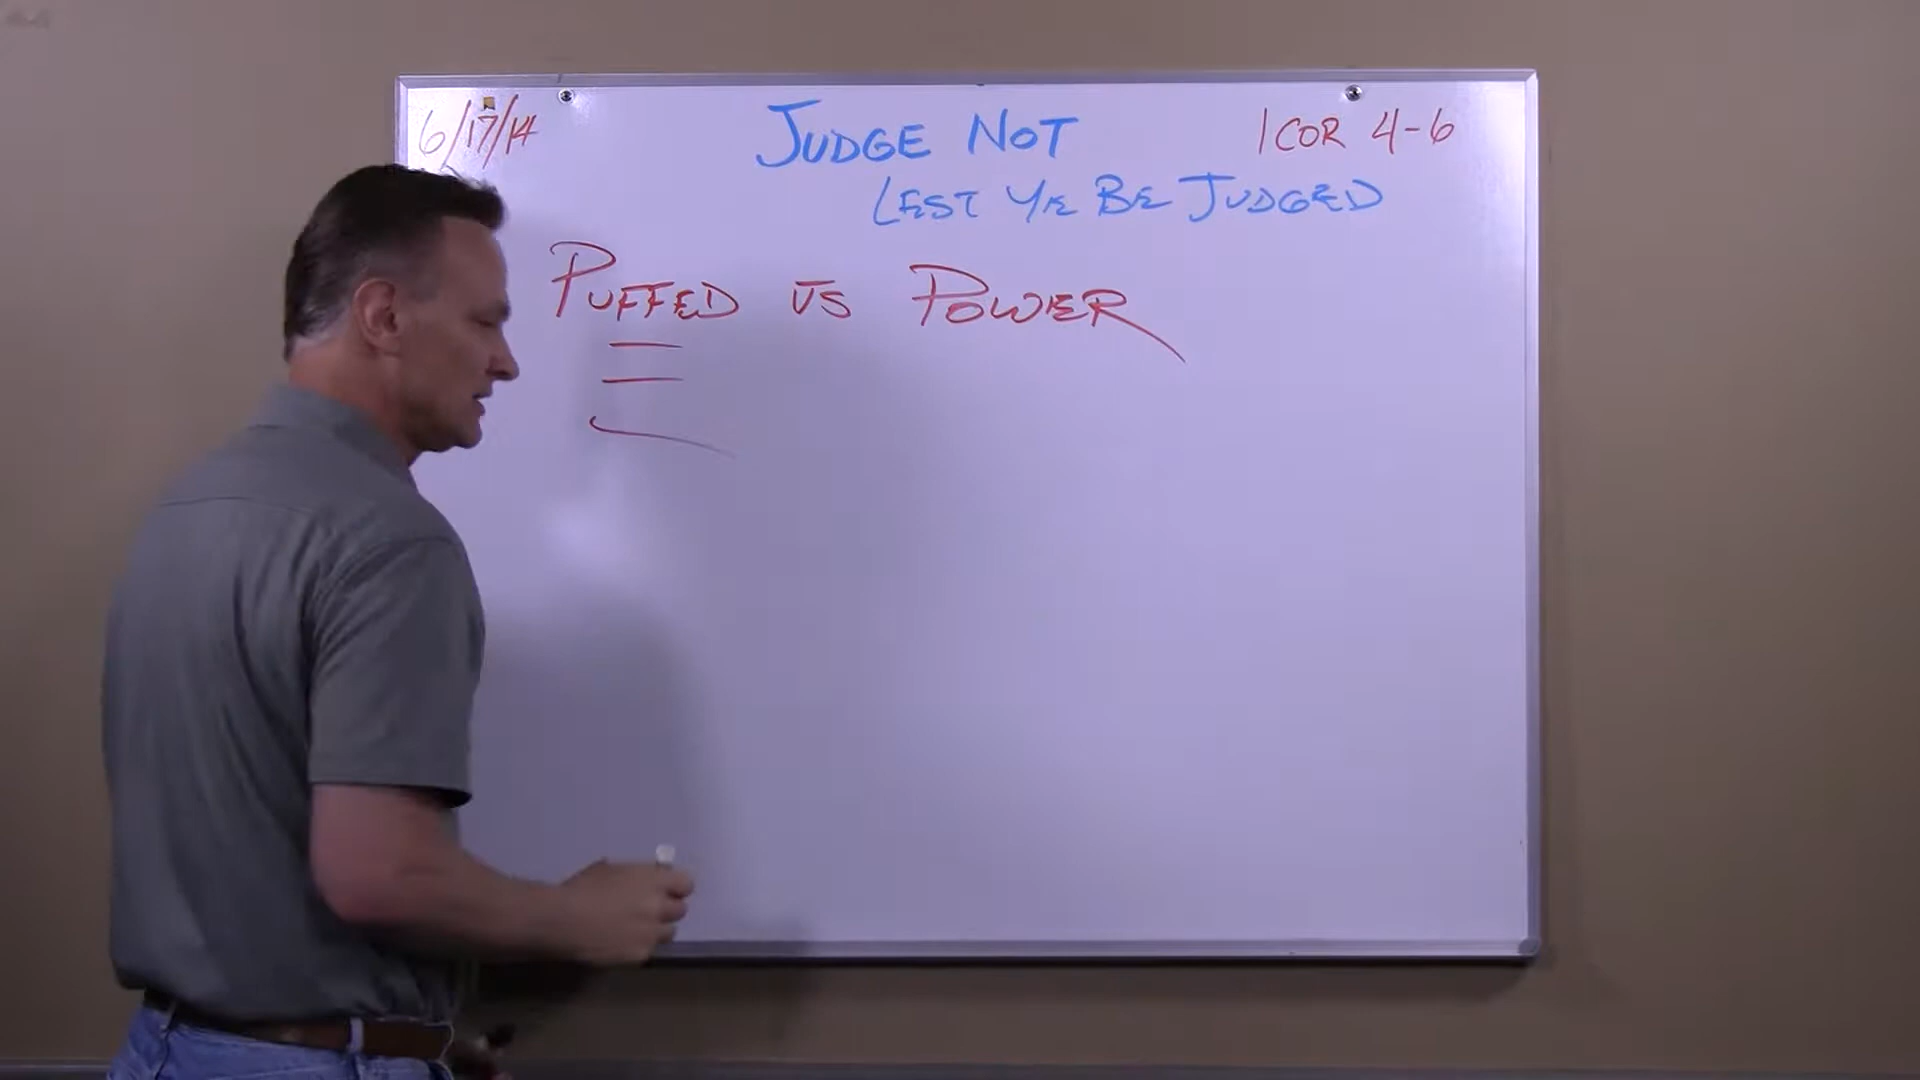 6/17/14
JUDGE NOT
1 COR 4-6
LEST YE BE JUDGED
PUFFED VS POWER